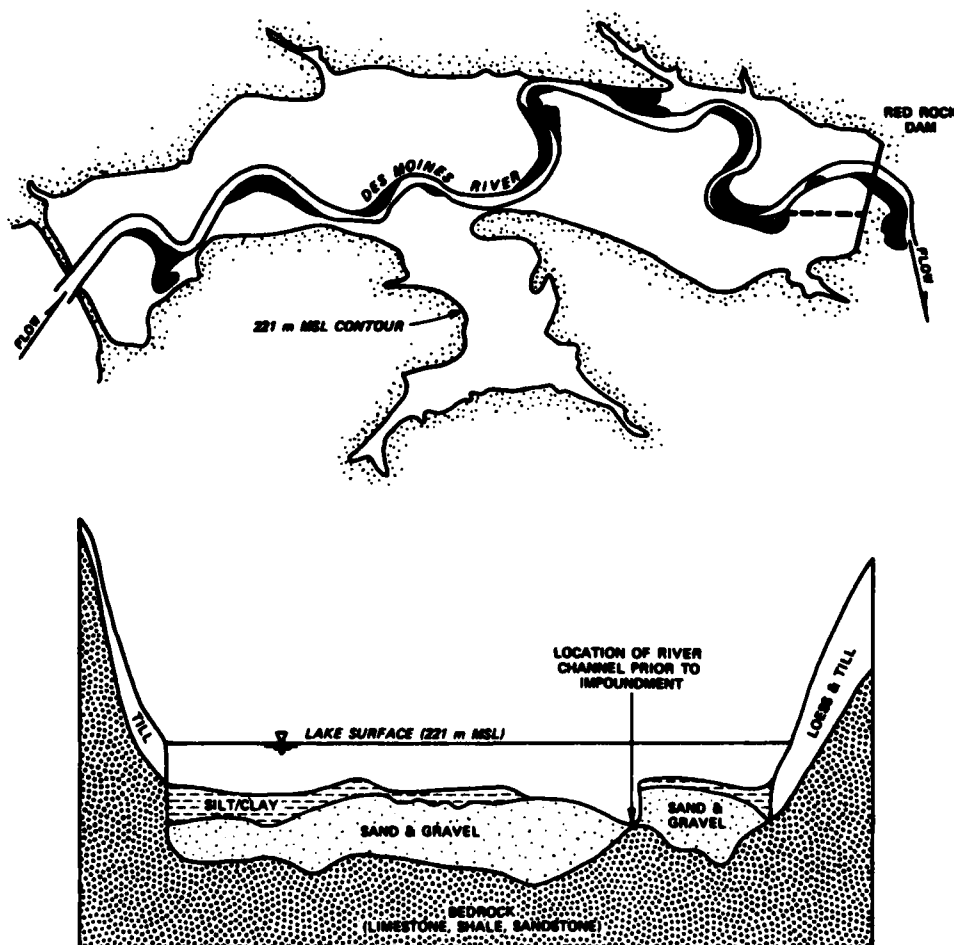 RED ROCK
DAM
DES MOINES RIVER
FLOW
FLOW
221 m MSL CONTOUR
LOCATION OF RIVER
CHANNEL PRIOR TO
IMPOUNDMENT
TILL
LAKE SURFACE (221 m MSL)
LOESS & TILL
SILT/CLAY
SAND & GRAVEL
SAND &
GRAVEL
BEDROCK
(LIMESTONE, SHALE, SANDSTONE)